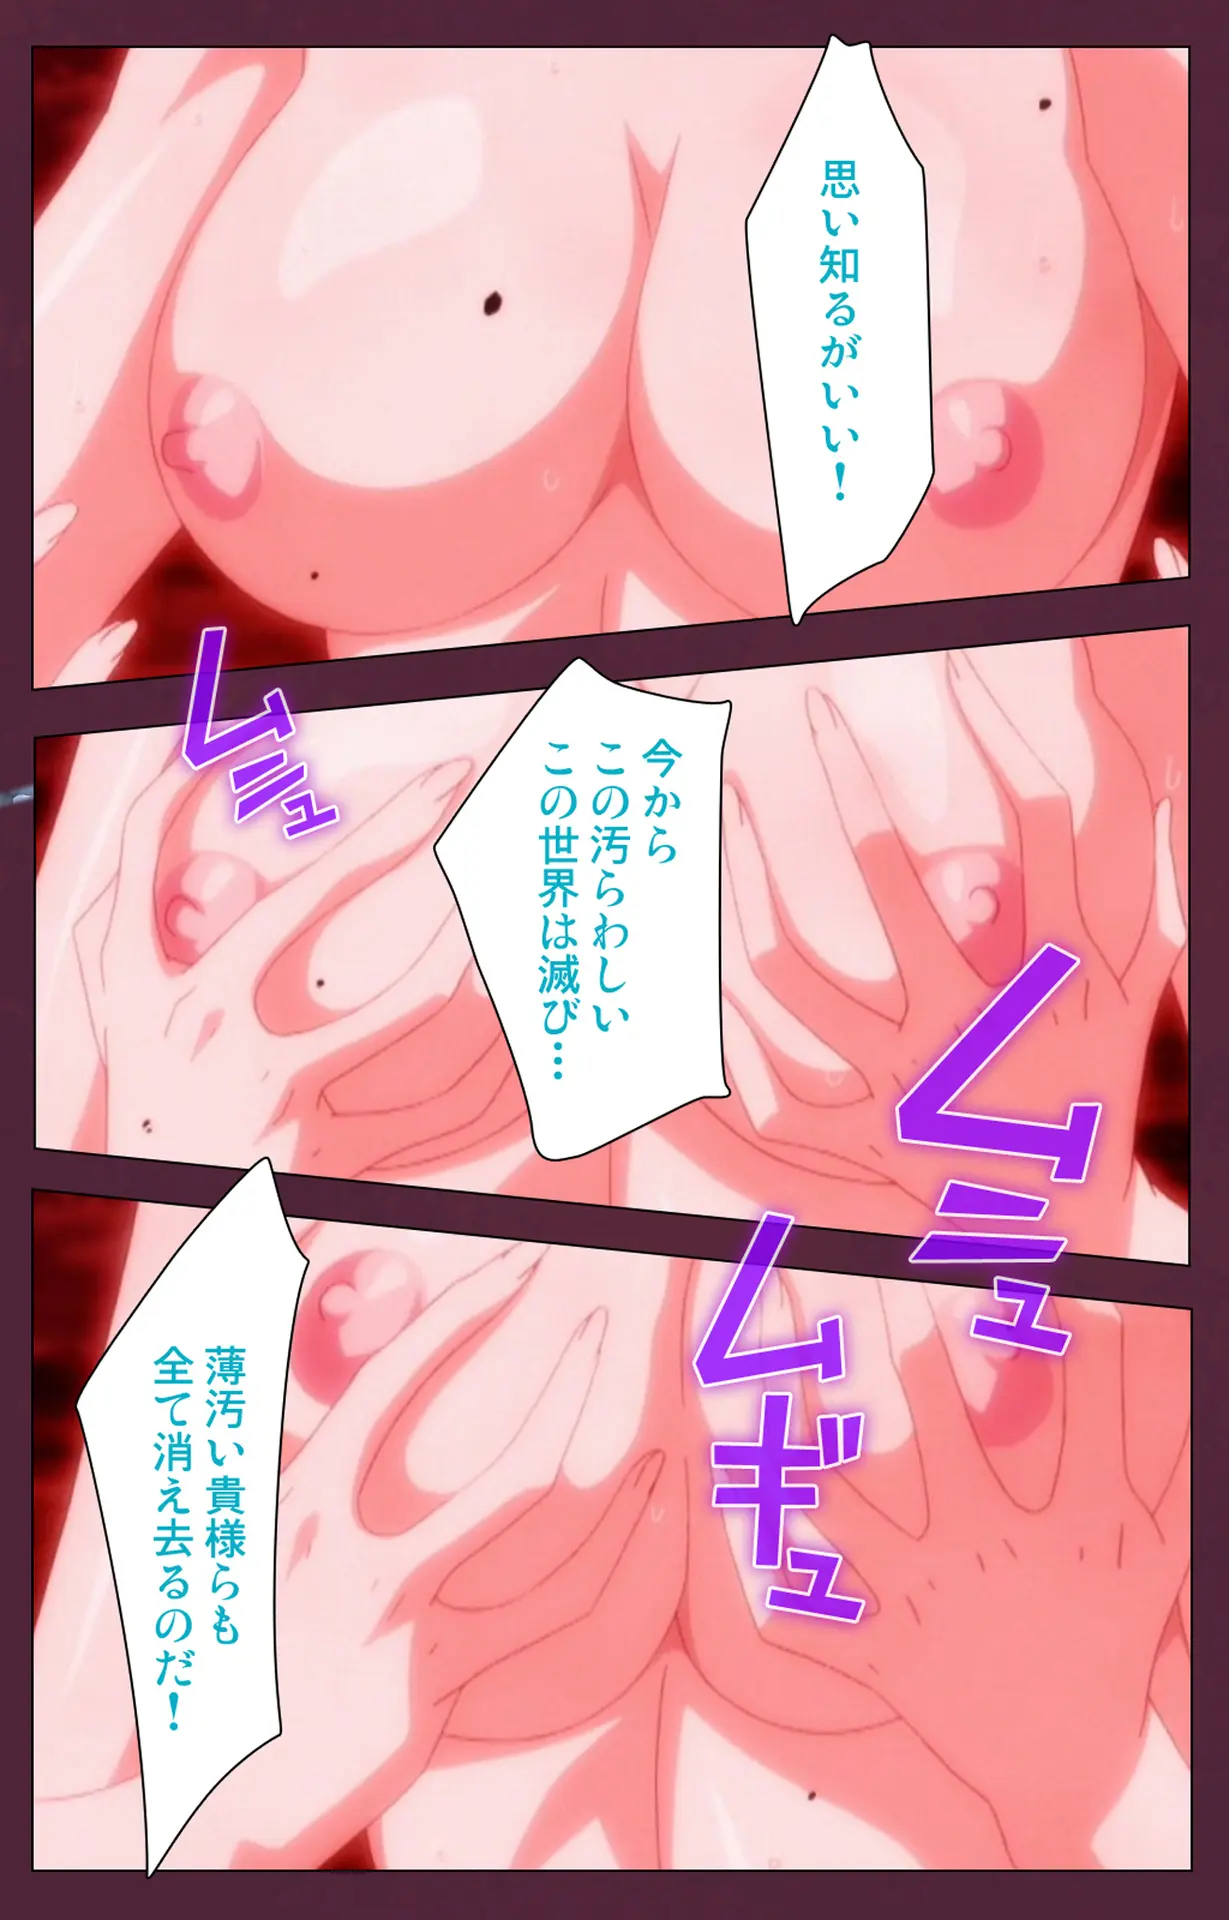 思い知るがいい！
今から
この汚らわしい
この世界は滅び…
ムミュ
ムミュ
薄汚い貴様らも
全て消え去るのだ！
ムギュ